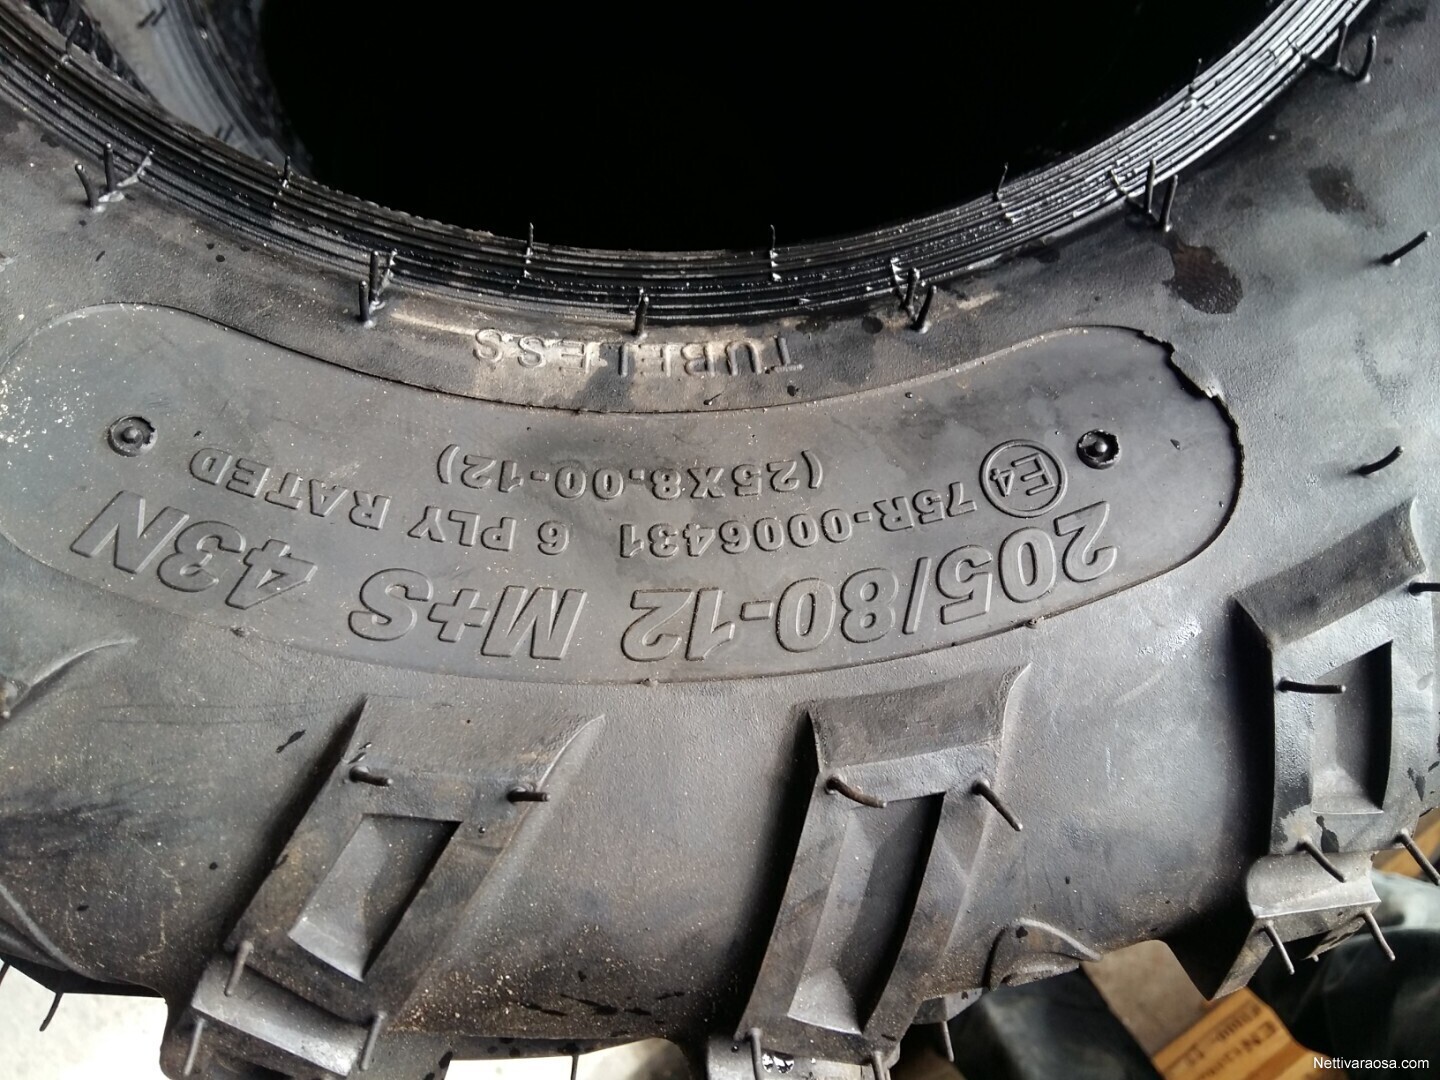 205/80-12 M+S 43N
E4 75R-0006431 6 PLY RATED
(25X8.00-12)
TUBELESS
Nettivaraosa.com